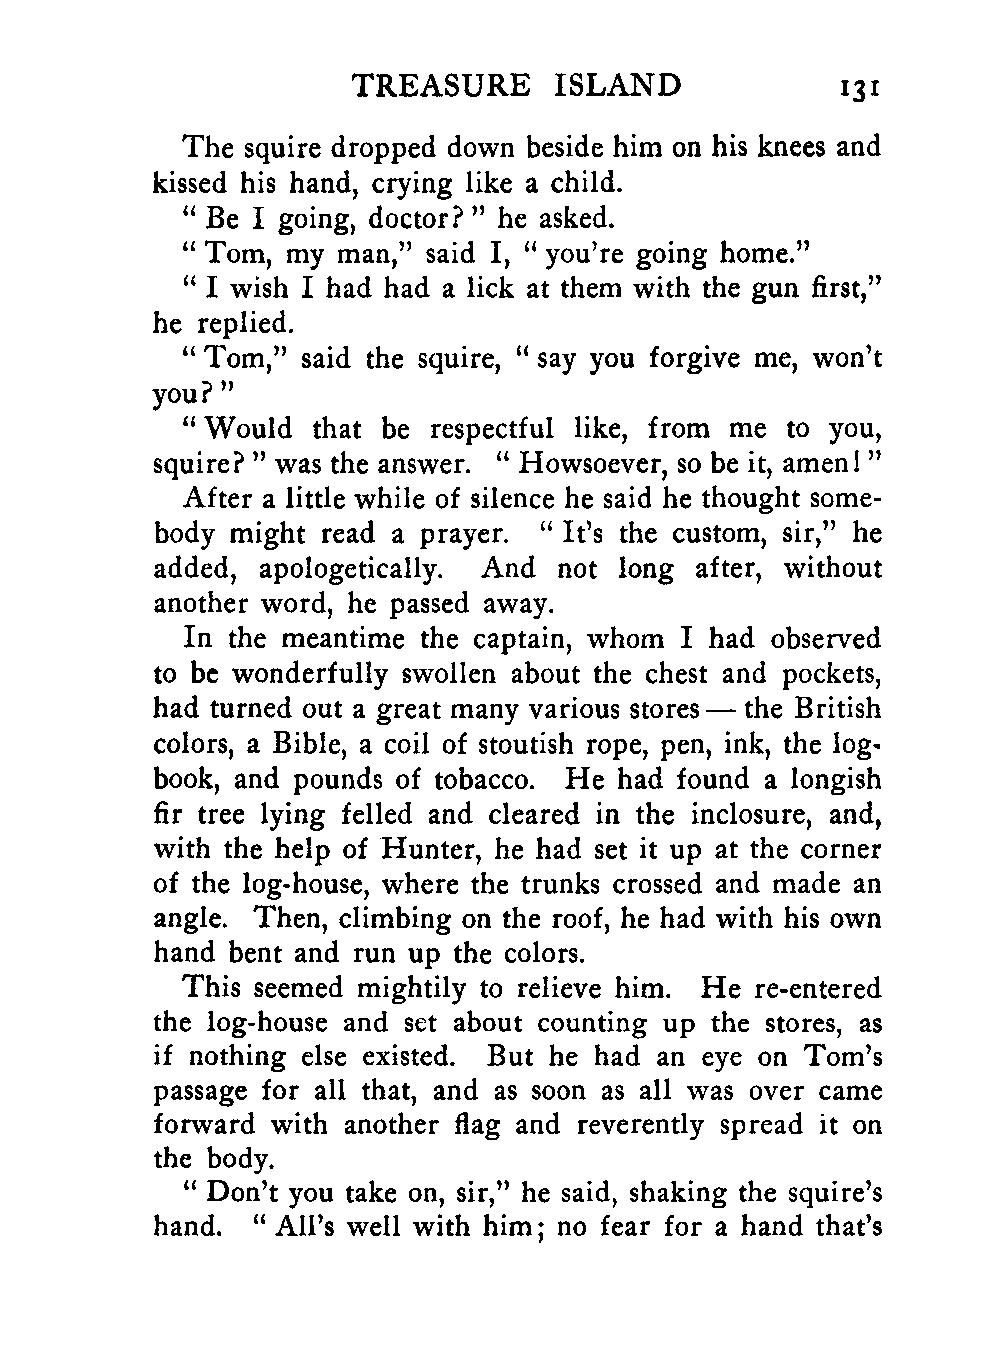 TREASURE ISLAND 131
The squire dropped down beside him on his knees and
kissed his hand, crying like a child.
“ Be I going, doctor? ” he asked.
“ Tom, my man,” said I, “ you’re going home.”
“ I wish I had had a lick at them with the gun first,”
he replied.
“ Tom,” said the squire, “ say you forgive me, won’t
you? ”
“ Would that be respectful like, from me to you,
squire? ” was the answer. “ Howsoever, so be it, amen! ”
After a little while of silence he said he thought some-
body might read a prayer. “ It’s the custom, sir,” he
added, apologetically. And not long after, without
another word, he passed away.
In the meantime the captain, whom I had observed
to be wonderfully swollen about the chest and pockets,
had turned out a great many various stores — the British
colors, a Bible, a coil of stoutish rope, pen, ink, the log-
book, and pounds of tobacco. He had found a longish
fir tree lying felled and cleared in the inclosure, and,
with the help of Hunter, he had set it up at the corner
of the log-house, where the trunks crossed and made an
angle. Then, climbing on the roof, he had with his own
hand bent and run up the colors.
This seemed mightily to relieve him. He re-entered
the log-house and set about counting up the stores, as
if nothing else existed. But he had an eye on Tom’s
passage for all that, and as soon as all was over came
forward with another flag and reverently spread it on
the body.
“ Don’t you take on, sir,” he said, shaking the squire’s
hand. “ All’s well with him; no fear for a hand that’s